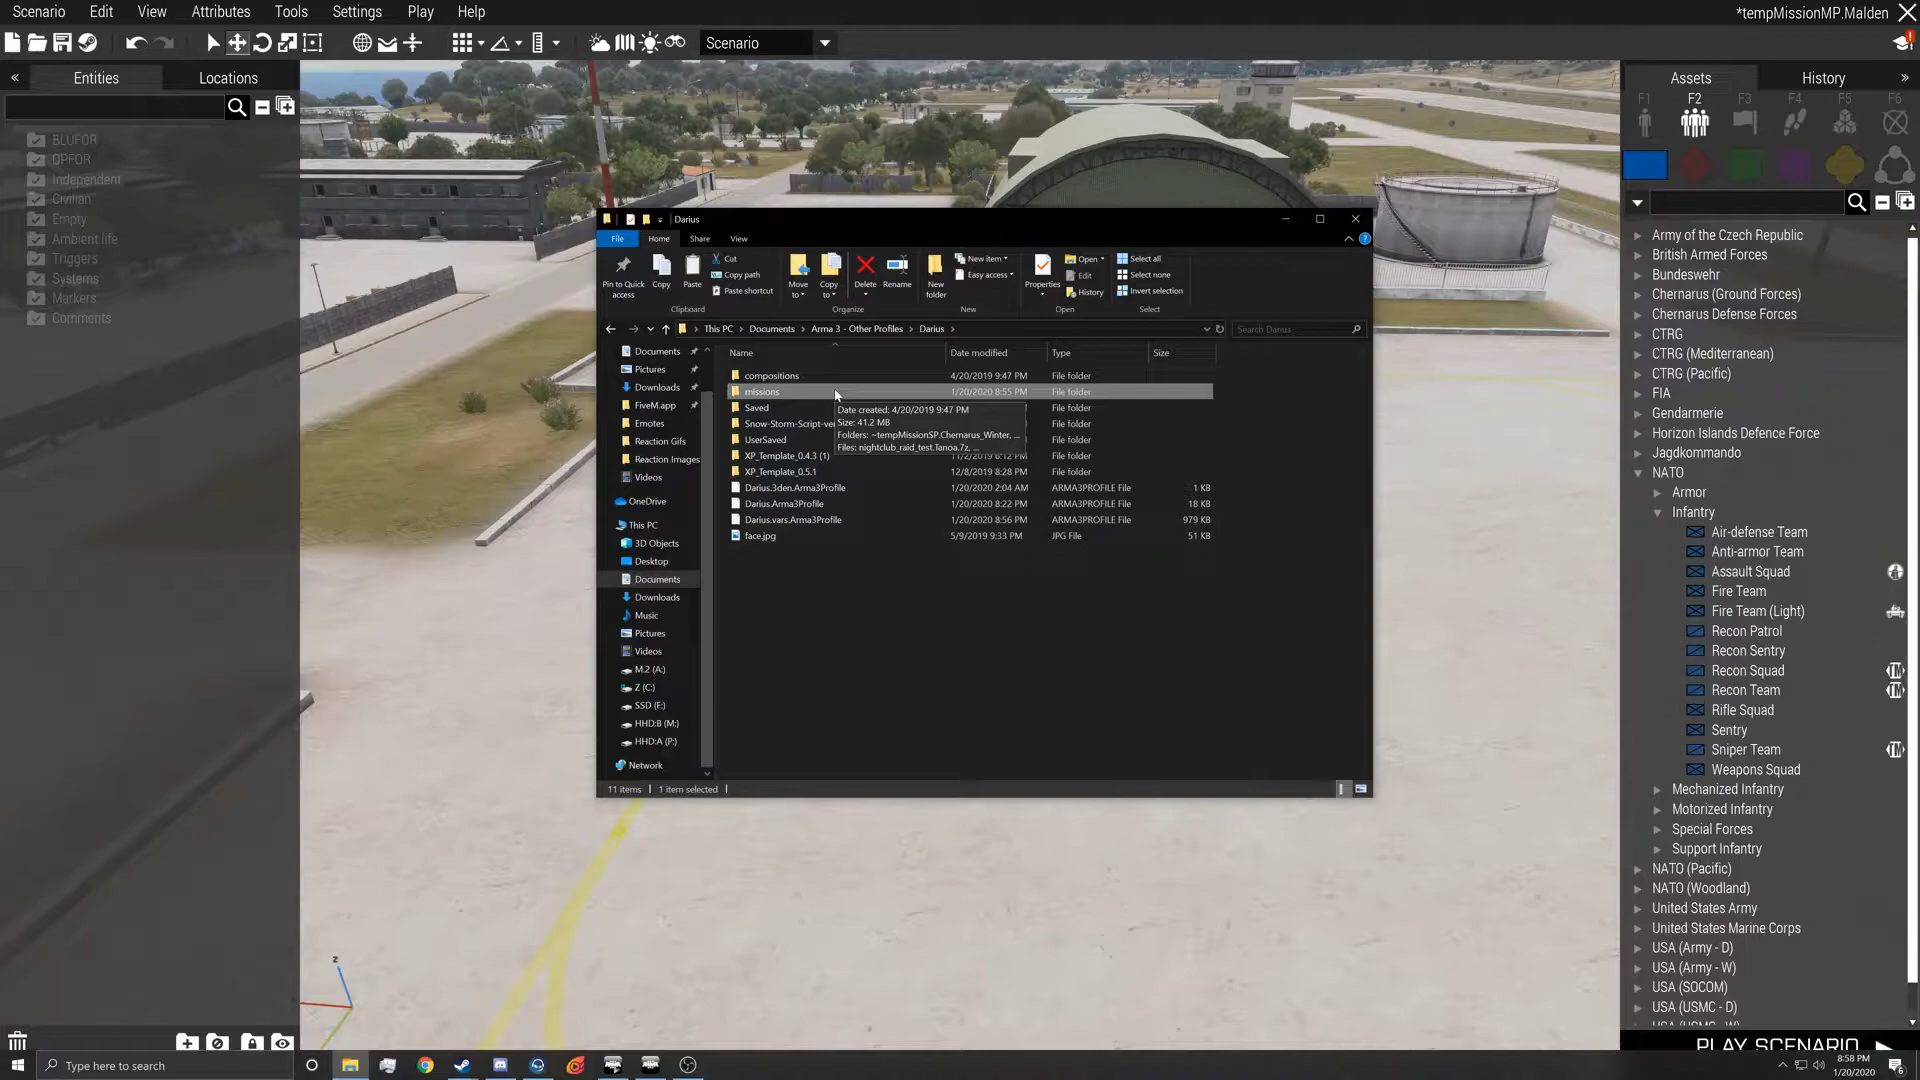 Scenario Edit View Attributes Tools Settings Play Help
*tempMissionMP.Malden
Scenario
Entities Locations
BLUFOR
OPFOR
Independent
Civilian
Empty
Ambient life
Triggers
Systems
Markers
Comments
Darius
File Home Share View
Pin to Quick access
Copy
Paste
Cut
Copy path
Paste shortcut
Clipboard
Move to
Copy to
Delete
Rename
Organize
New folder
New item
Easy access
New
Properties
Open
Edit
History
Open
Select all
Select none
Invert selection
Select
This PC > Documents > Arma 3 - Other Profiles > Darius >
Search Darius
Documents
Pictures
Downloads
FiveM.app
Emotes
Reaction Gifs
Reaction Images
Videos
OneDrive
This PC
3D Objects
Desktop
Documents
Downloads
Music
Pictures
Videos
M.2 (A:)
Z (C:)
SSD (F:)
HHD:B (M:)
HHD:A (P:)
Network
Name Date modified Type Size
compositions 4/20/2019 9:47 PM File folder
missions 1/20/2020 8:55 PM File folder
Saved File folder
Snow-Storm-Script-ve File folder
UserSaved File folder
XP_Template_0.4.3 (1) 11/2/2019 6:12 PM File folder
XP_Template_0.5.1 12/8/2019 8:28 PM File folder
Darius.3den.Arma3Profile 1/20/2020 2:04 AM ARMA3PROFILE File 1 KB
Darius.Arma3Profile 1/20/2020 8:22 PM ARMA3PROFILE File 18 KB
Darius.vars.Arma3Profile 1/20/2020 8:56 PM ARMA3PROFILE File 979 KB
face.jpg 5/9/2019 9:33 PM JPG File 51 KB
Date created: 4/20/2019 9:47 PM
Size: 41.2 MB
Folders: ~tempMissionSP.Chernarus_Winter, ...
Files: nightclub_raid_test.Tanoa.7z, ...
11 items 1 item selected
Assets History
F1 F2 F3 F4 F5 F6
Army of the Czech Republic
British Armed Forces
Bundeswehr
Chernarus (Ground Forces)
Chernarus Defense Forces
CTRG
CTRG (Mediterranean)
CTRG (Pacific)
FIA
Gendarmerie
Horizon Islands Defence Force
Jagdkommando
NATO
Armor
Infantry
Air-defense Team
Anti-armor Team
Assault Squad
Fire Team
Fire Team (Light)
Recon Patrol
Recon Sentry
Recon Squad
Recon Team
Rifle Squad
Sentry
Sniper Team
Weapons Squad
Mechanized Infantry
Motorized Infantry
Special Forces
Support Infantry
NATO (Pacific)
NATO (Woodland)
United States Army
United States Marine Corps
USA (Army - D)
USA (Army - W)
USA (SOCOM)
USA (USMC - D)
USA (USMC - W)
PLAY SCENARIO
z
Type here to search
8:58 PM
1/20/2020
6